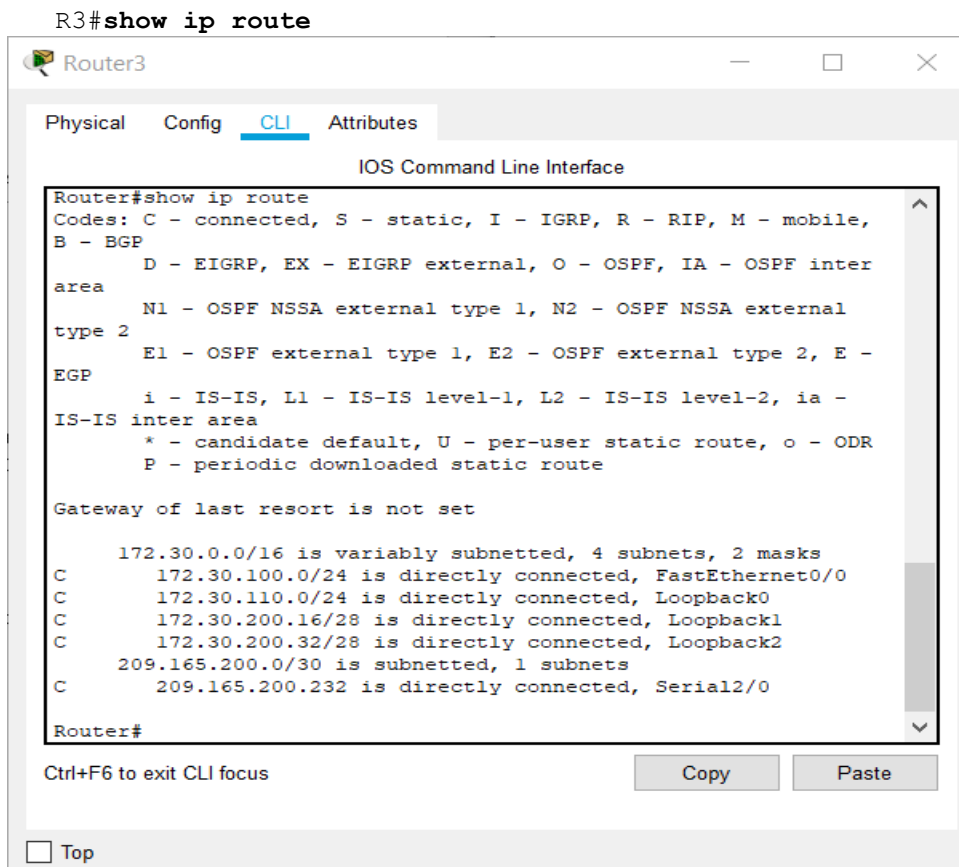 R3#show ip route
Router3
Physical Config CLI Attributes
IOS Command Line Interface
Router#show ip route
Codes: C - connected, S - static, I - IGRP, R - RIP, M - mobile,
B - BGP
D - EIGRP, EX - EIGRP external, O - OSPF, IA - OSPF inter
area
N1 - OSPF NSSA external type 1, N2 - OSPF NSSA external
type 2
E1 - OSPF external type 1, E2 - OSPF external type 2, E -
EGP
i - IS-IS, L1 - IS-IS level-1, L2 - IS-IS level-2, ia -
IS-IS inter area
* - candidate default, U - per-user static route, o - ODR
P - periodic downloaded static route
Gateway of last resort is not set
172.30.0.0/16 is variably subnetted, 4 subnets, 2 masks
C 172.30.100.0/24 is directly connected, FastEthernet0/0
C 172.30.110.0/24 is directly connected, Loopback0
C 172.30.200.16/28 is directly connected, Loopback1
C 172.30.200.32/28 is directly connected, Loopback2
209.165.200.0/30 is subnetted, 1 subnets
C 209.165.200.232 is directly connected, Serial2/0
Router#
Ctrl+F6 to exit CLI focus
Copy
Paste
Top